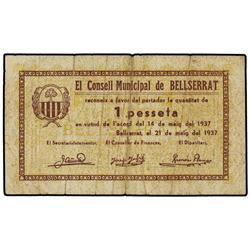 El Consell Municipal de BELLSERRAT
reconeix a favor del portador la quantitat de
1 pesseta
en virtud de l'acord del 14 de maig del 1937
Bellserrat, el 21 de maig del 1937
El Secretari-Interventor, El Conseller de Finances, El Dipositari,